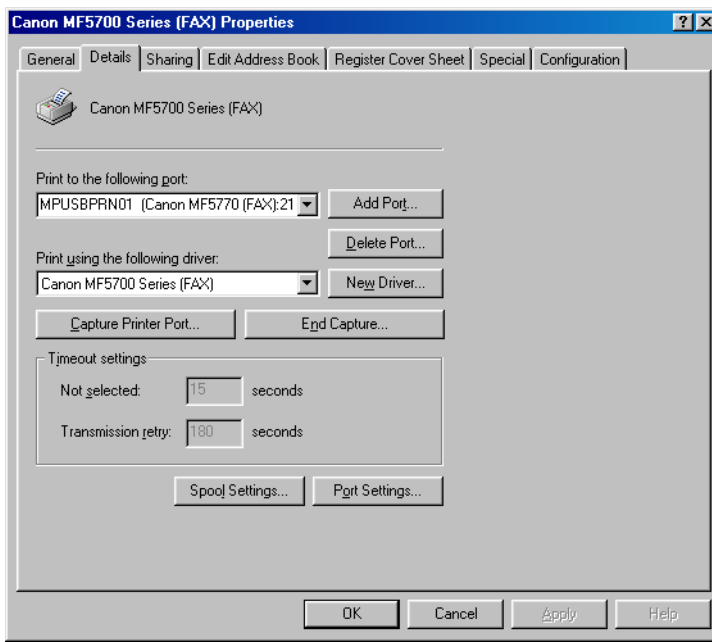 Canon MF5700 Series (FAX) Properties
General Details Sharing Edit Address Book Register Cover Sheet Special Configuration
Canon MF5700 Series (FAX)
Print to the following port:
MPUSBPRN01 (Canon MF5770 (FAX):21 Add Port...
Delete Port...
Print using the following driver:
Canon MF5700 Series (FAX) New Driver...
Capture Printer Port... End Capture...
Timeout settings
Not selected: 15 seconds
Transmission retry: 180 seconds
Spool Settings... Port Settings...
OK Cancel Apply Help